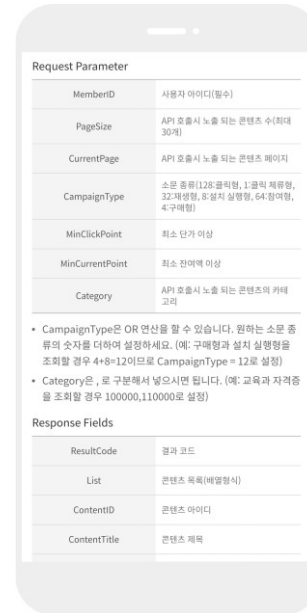 Request Parameter
MemberID 사용자 아이디(필수)
PageSize API 호출시 노출 되는 콘텐츠 수(최대
30개)
CurrentPage API 호출시 노출 되는 콘텐츠 페이지
CampaignType 소문 종류(128:클릭형, 1:클릭 체류형,
32:재생형, 8:설치 실행형, 64:참여형,
4:구매형)
MinClickPoint 최소 단가 이상
MinCurrentPoint 최소 잔여액 이상
Category API 호출시 노출 되는 콘텐츠의 카테
고리
• CampaignType은 OR 연산을 할 수 있습니다. 원하는 소문 종
류의 숫자를 더하여 설정하세요. (예: 구매형과 설치 실행형을
조회할 경우 4+8=12이므로 CampaignType = 12로 설정)
• Category은 , 로 구분해서 넣으시면 됩니다. (예: 교육과 자격증
을 조회할 경우 100000,110000로 설정)
Response Fields
ResultCode 결과 코드
List 콘텐츠 목록(배열형식)
ContentID 콘텐츠 아이디
ContentTitle 콘텐츠 제목